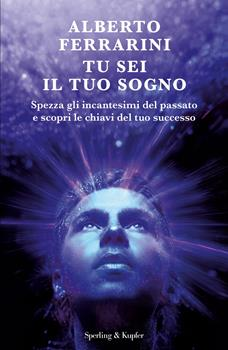 ALBERTO
FERRARINI
TU SEI
IL TUO SOGNO
Spezza gli incantesimi del passato
e scopri le chiavi del tuo successo
Sperling & Kupfer